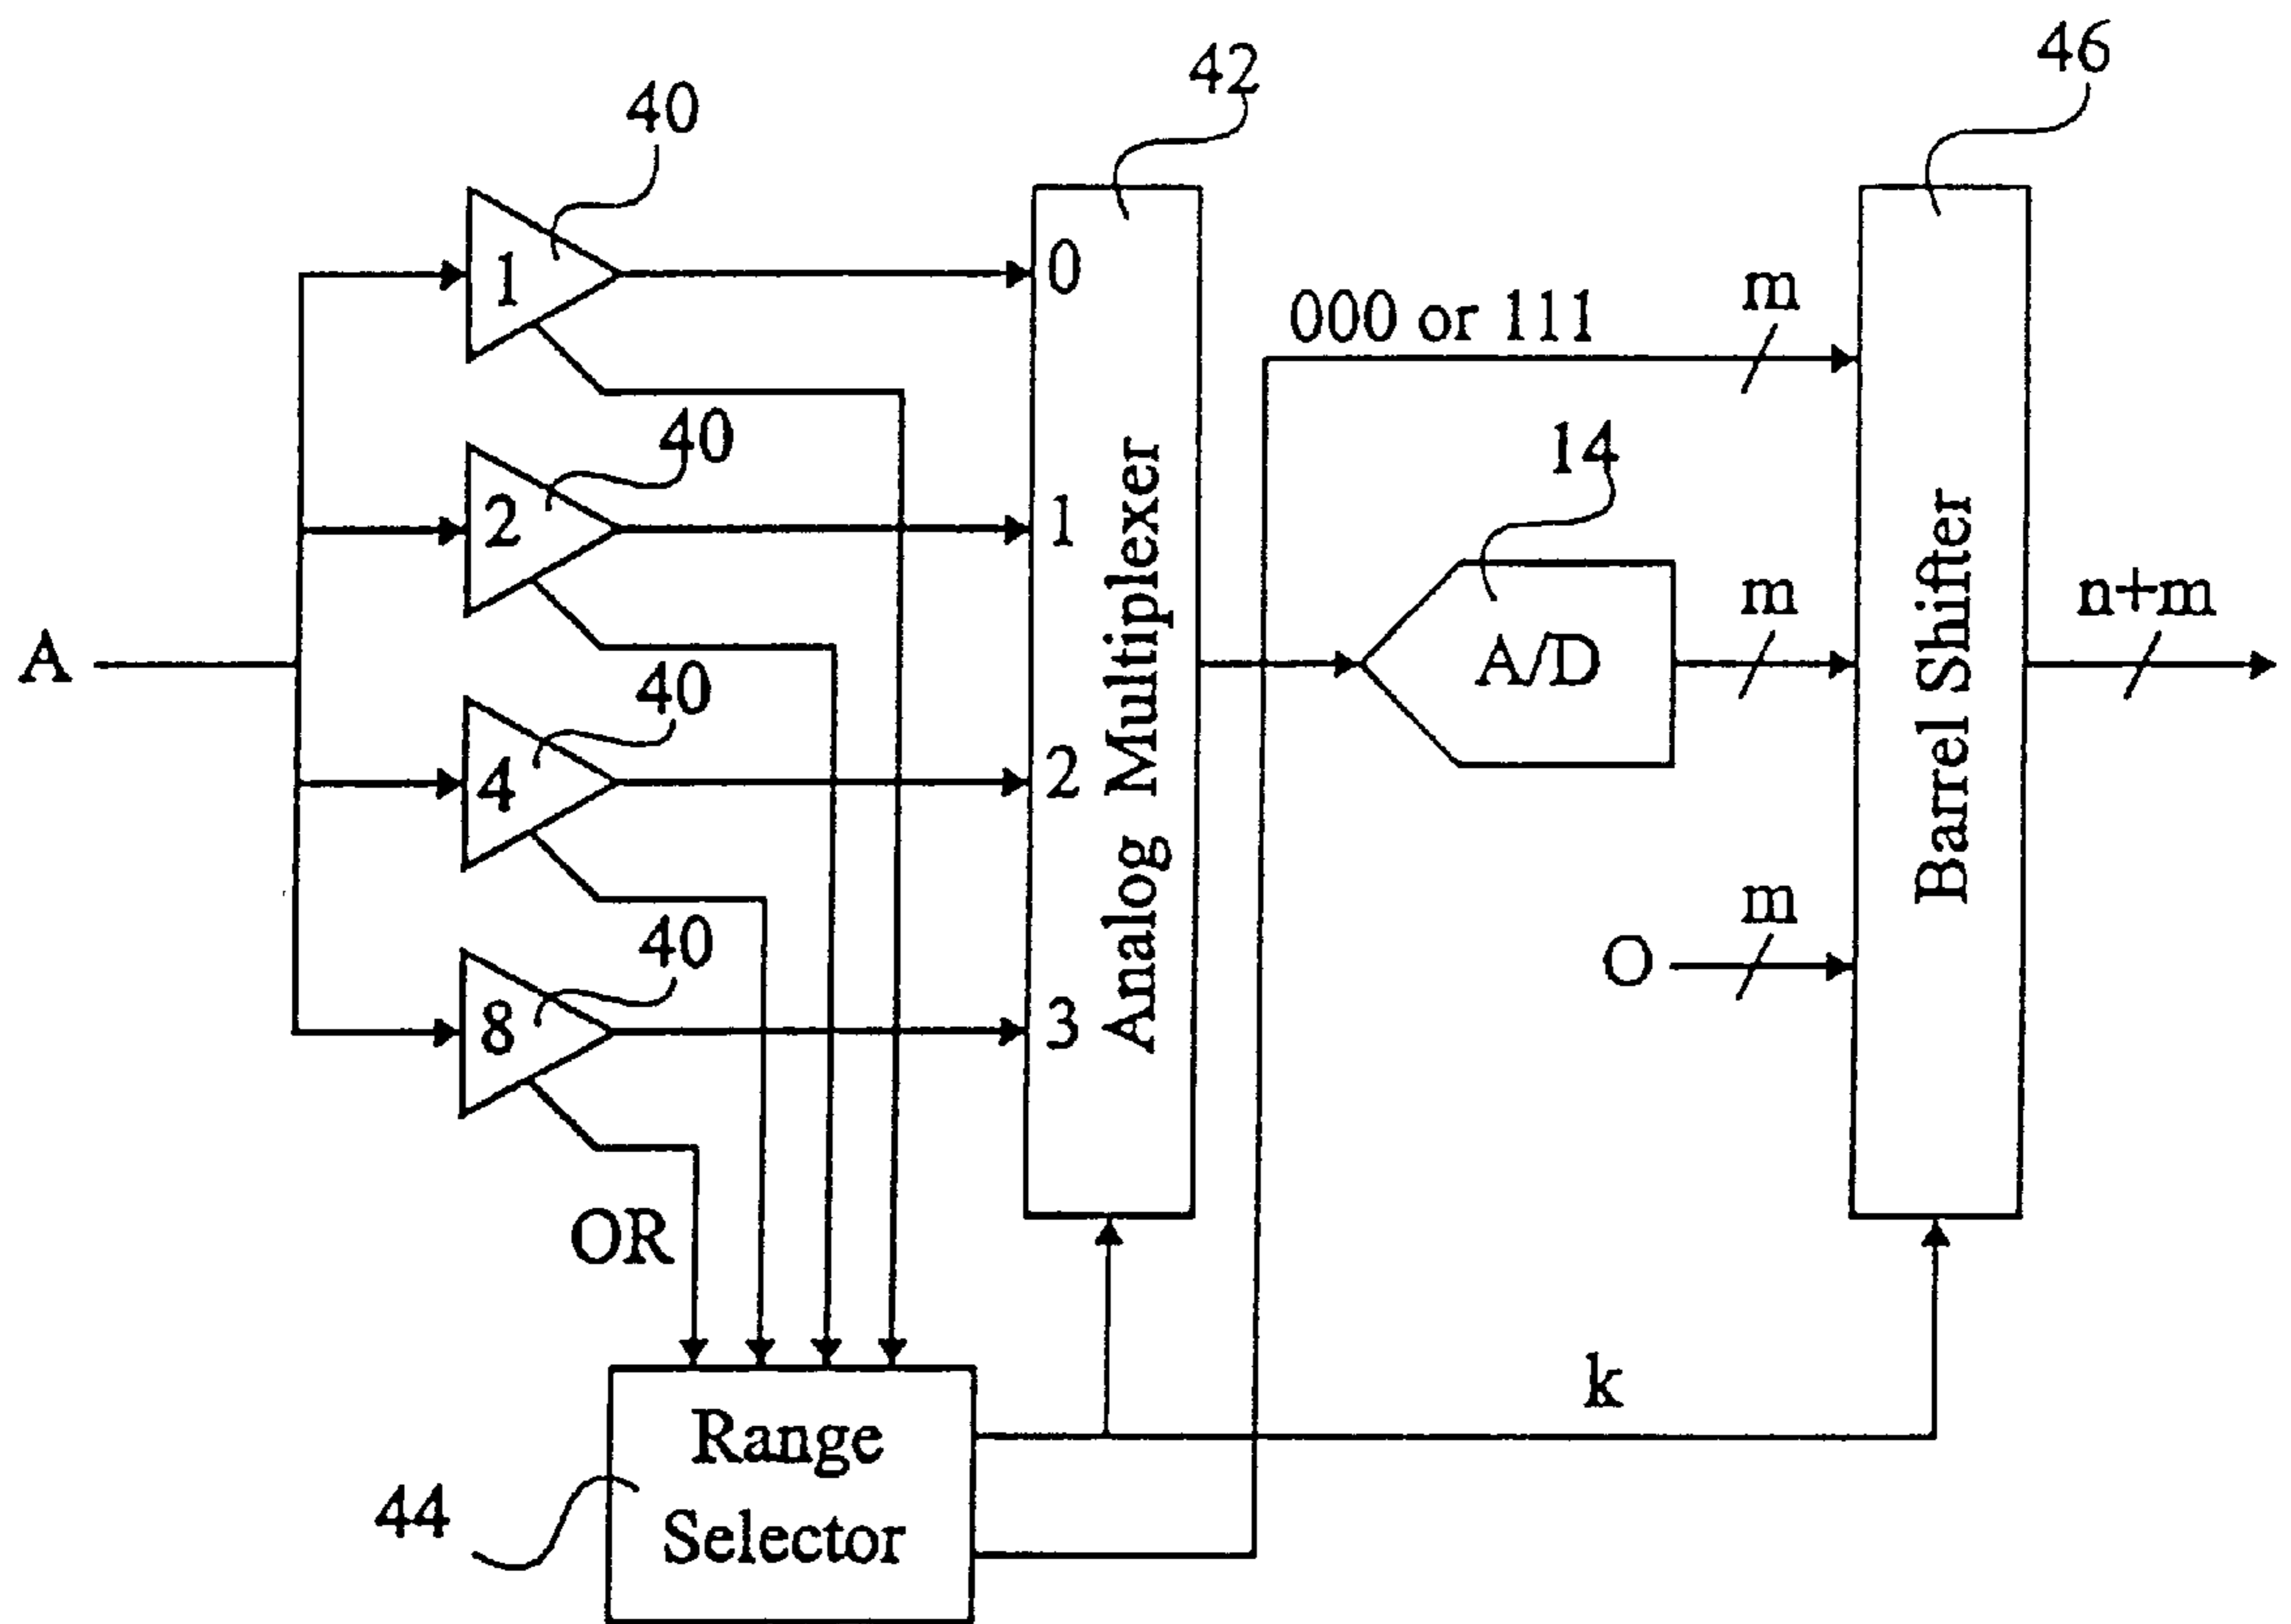 42
46
40
1
0
000 or 111
m
40
2
1
14
A
A/D
m
n+m
40
4
2
Analog Multiplexer
Barrel Shifter
40
8
3
O
m
OR
k
Range
Selector
44